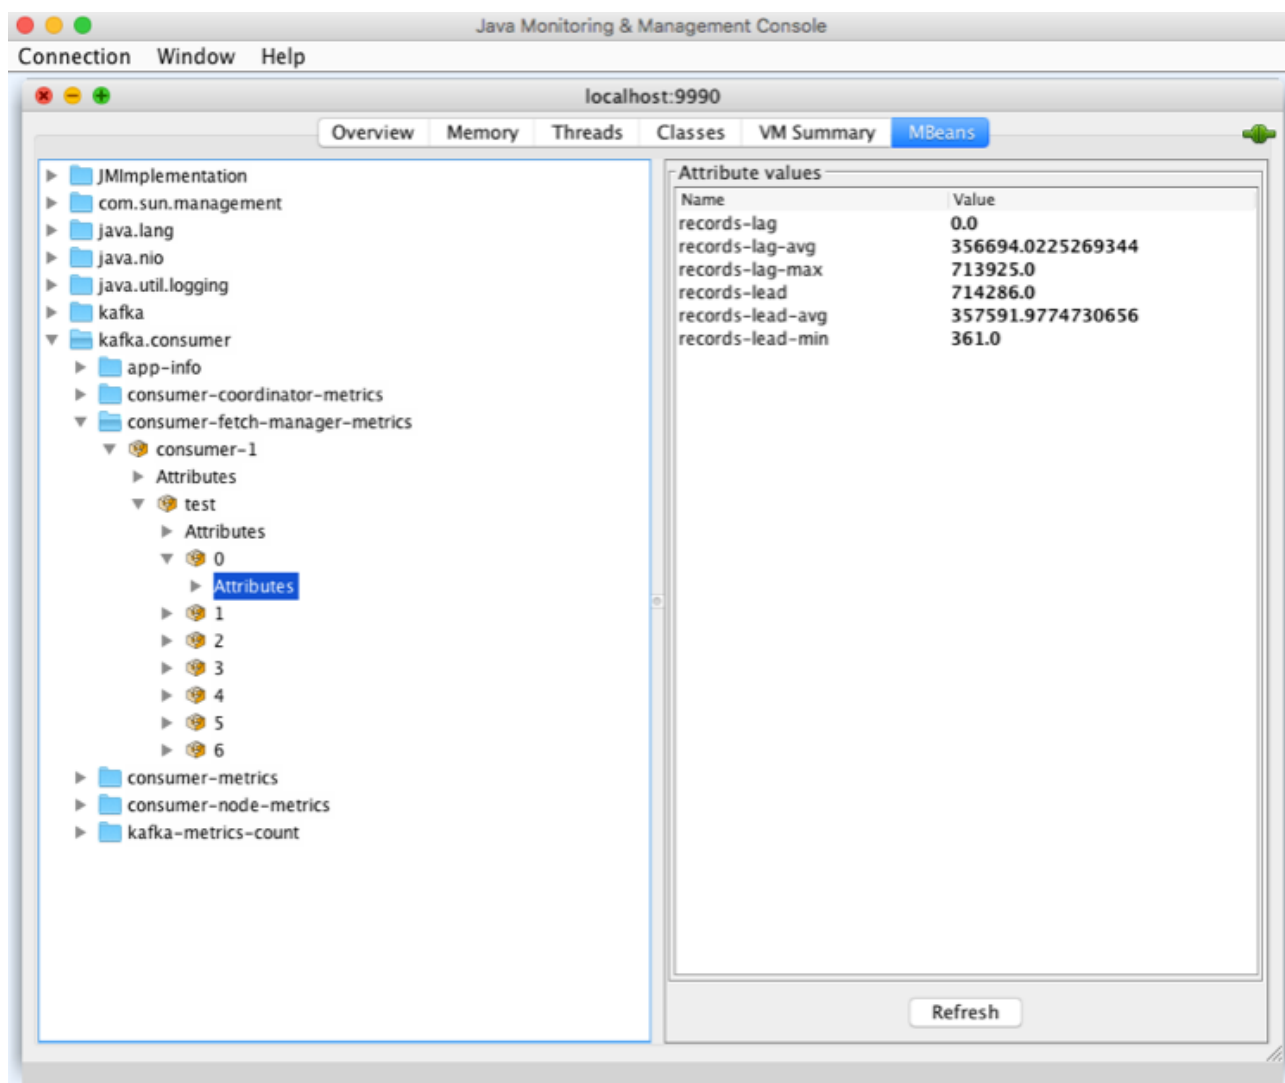 Java Monitoring & Management Console
Connection Window Help
localhost:9990
Overview Memory Threads Classes VM Summary MBeans
JMImplementation
com.sun.management
java.lang
java.nio
java.util.logging
kafka
kafka.consumer
app-info
consumer-coordinator-metrics
consumer-fetch-manager-metrics
consumer-1
Attributes
test
Attributes
0
Attributes
1
2
3
4
5
6
consumer-metrics
consumer-node-metrics
kafka-metrics-count
Attribute values
Name Value
records-lag 0.0
records-lag-avg 356694.0225269344
records-lag-max 713925.0
records-lead 714286.0
records-lead-avg 357591.9774730656
records-lead-min 361.0
Refresh